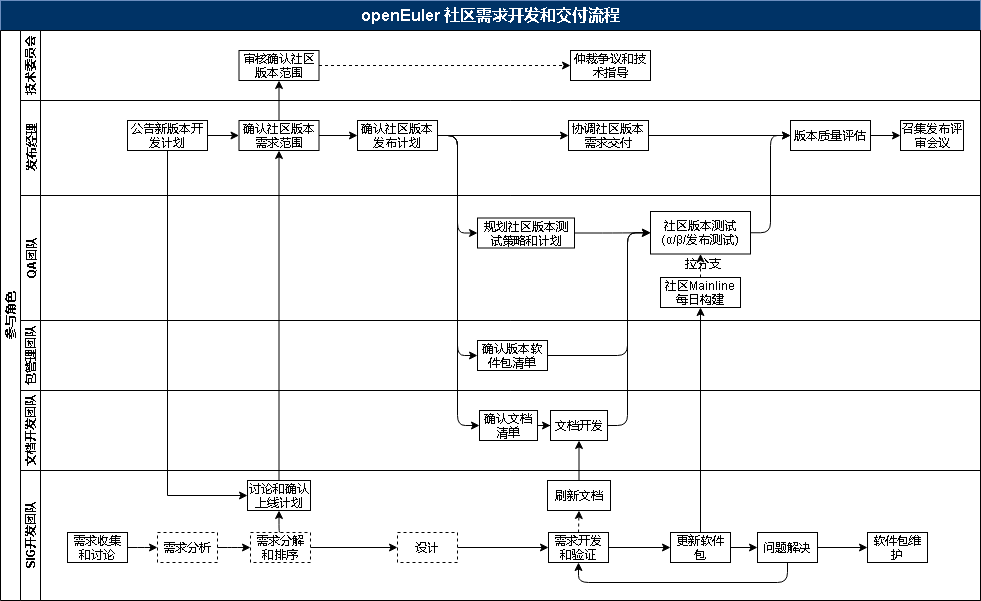 openEuler 社区需求开发和交付流程
参与角色
技术委员会
审核确认社区
版本范围
仲裁争议和技
术指导
发布经理
公告新版本开
发计划
确认社区版本
需求范围
确认社区版本
发布计划
协调社区版本
需求交付
版本质量评估
召集发布评
审会议
QA团队
规划社区版本测
试策略和计划
社区版本测试
(α/β/发布测试)
拉分支
社区Mainline
每日构建
包管理团队
确认版本软
件包清单
文档开发团队
确认文档
清单
文档开发
SIG开发团队
讨论和确认
上线计划
刷新文档
需求收集
和讨论
需求分析
需求分解
和排序
设计
需求开发
和验证
更新软件
包
问题解决
软件包维
护